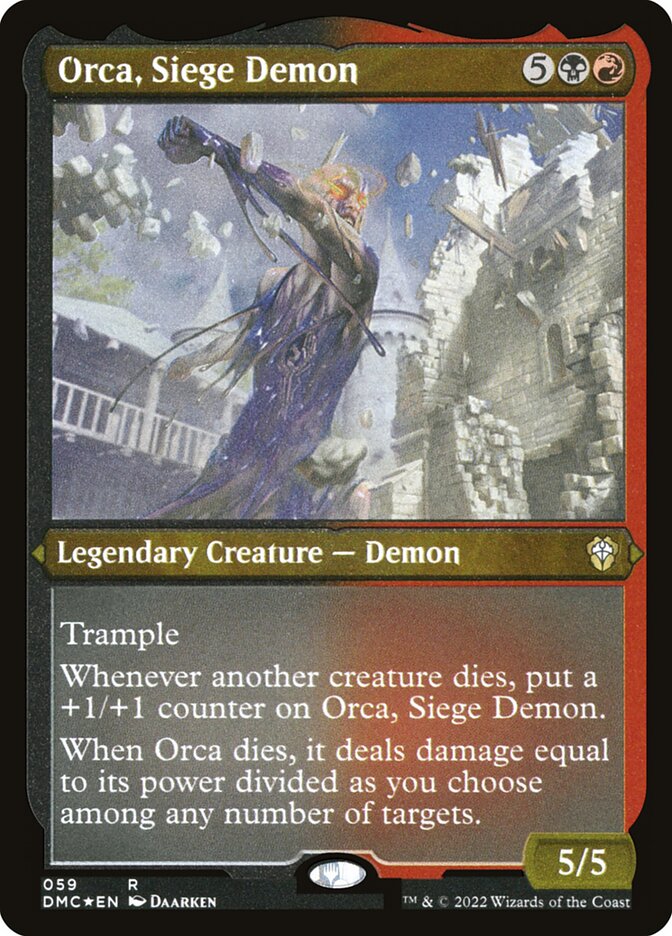 Orca, Siege Demon 5
Legendary Creature — Demon
Trample
Whenever another creature dies, put a
+1/+1 counter on Orca, Siege Demon.
When Orca dies, it deals damage equal
to its power divided as you choose
among any number of targets.
5/5
059 R
DMC★EN Daarken
™ & © 2022 Wizards of the Coast